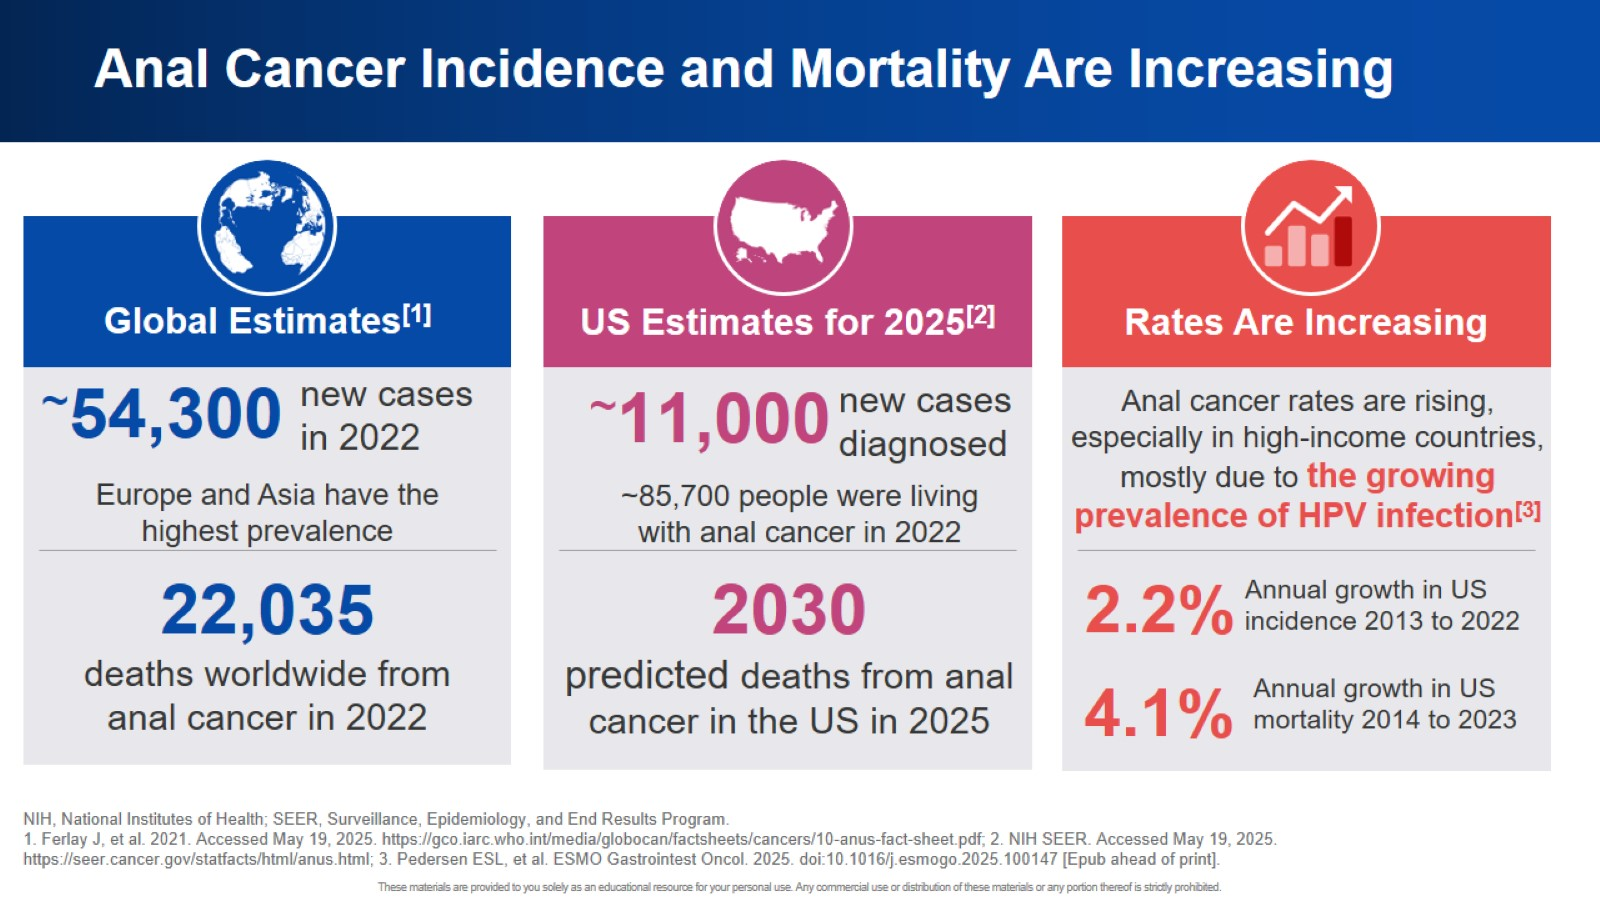 Anal Cancer Incidence and Mortality Are Increasing
Global Estimates[1]
~54,300 new cases
in 2022
Europe and Asia have the
highest prevalence
22,035
deaths worldwide from
anal cancer in 2022
US Estimates for 2025[2]
~11,000 new cases
diagnosed
~85,700 people were living
with anal cancer in 2022
2030
predicted deaths from anal
cancer in the US in 2025
Rates Are Increasing
Anal cancer rates are rising,
especially in high-income countries,
mostly due to the growing
prevalence of HPV infection[3]
2.2% Annual growth in US
incidence 2013 to 2022
4.1% Annual growth in US
mortality 2014 to 2023
NIH, National Institutes of Health; SEER, Surveillance, Epidemiology, and End Results Program.
1. Ferlay J, et al. 2021. Accessed May 19, 2025. https://gco.iarc.who.int/media/globocan/factsheets/cancers/10-anus-fact-sheet.pdf; 2. NIH SEER. Accessed May 19, 2025.
https://seer.cancer.gov/statfacts/html/anus.html; 3. Pedersen ESL, et al. ESMO Gastrointest Oncol. 2025. doi:10.1016/j.esmogo.2025.100147 [Epub ahead of print].
These materials are provided to you solely as an educational resource for your personal use. Any commercial use or distribution of these materials or any portion thereof is strictly prohibited.